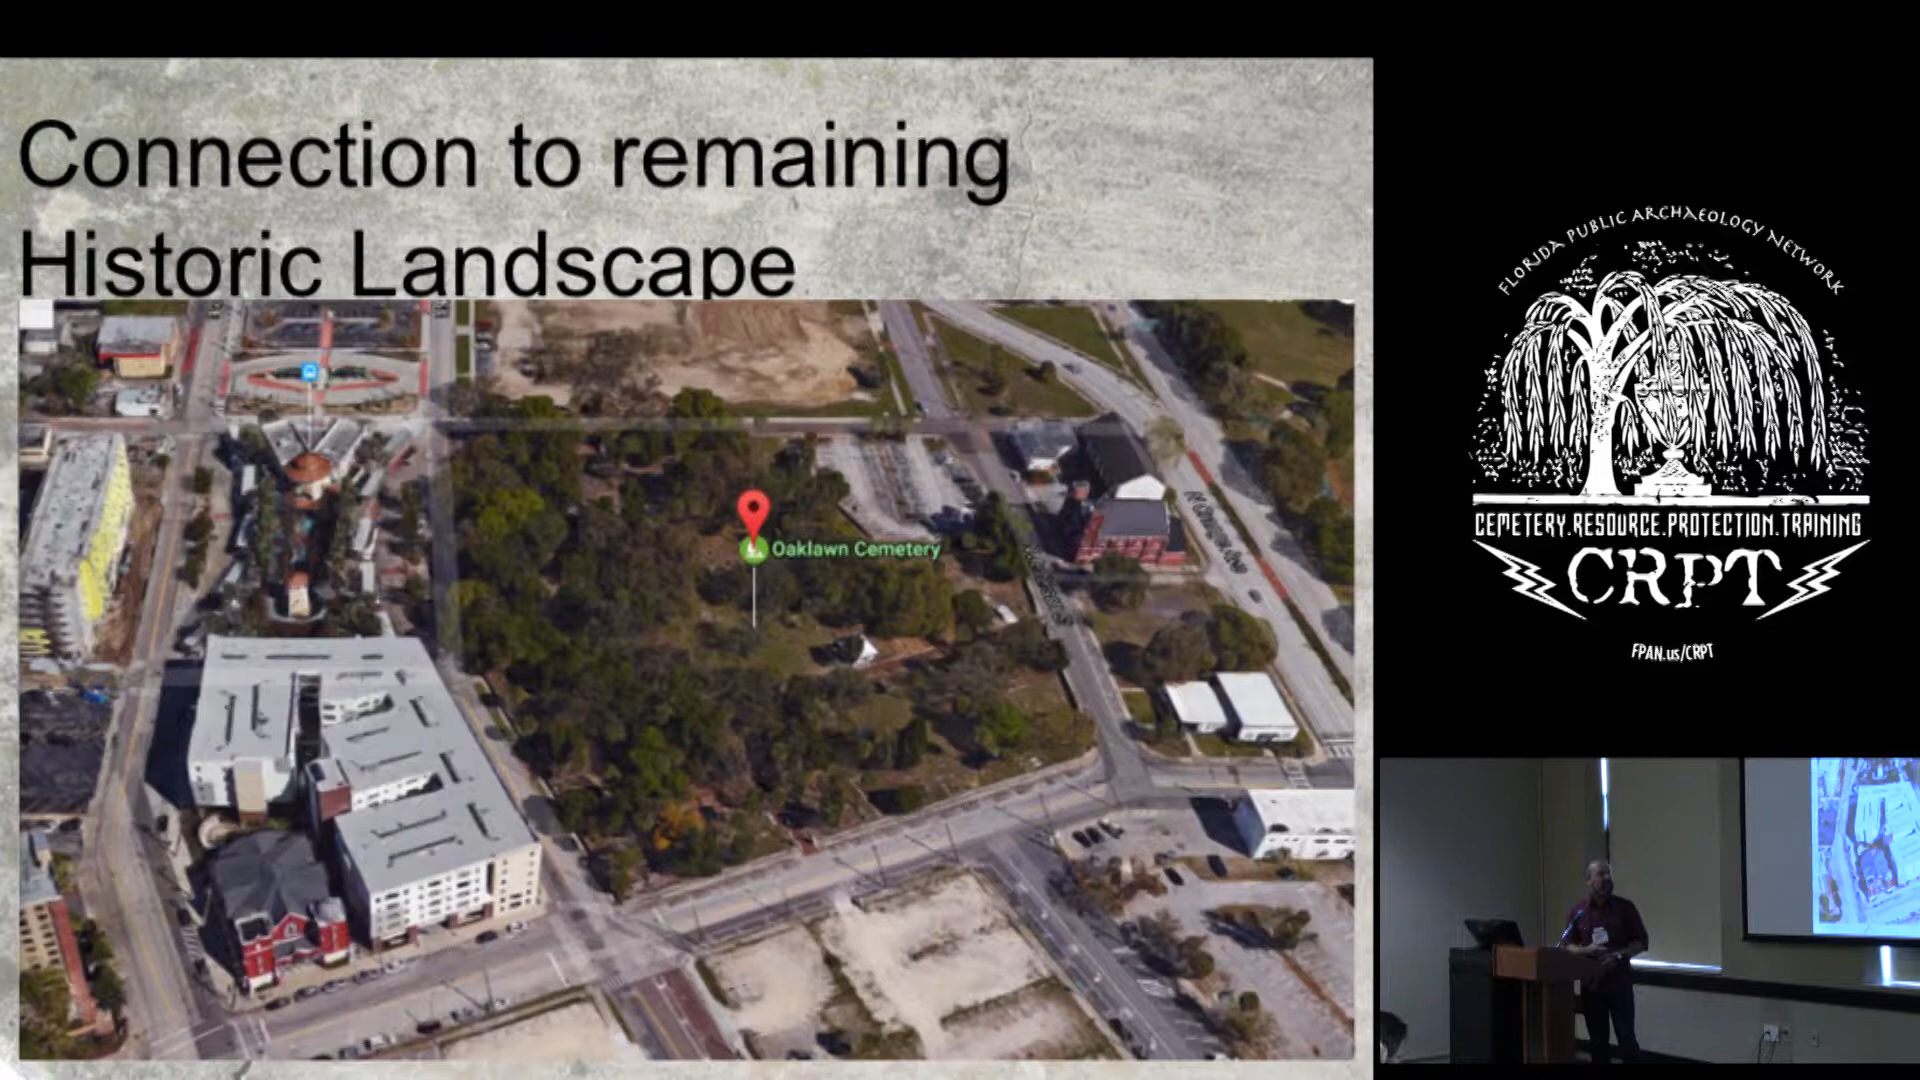 Connection to remaining
Historic Landscape
Oaklawn Cemetery
FLORIDA PUBLIC ARCHAEOLOGY NETWORK
CEMETERY.RESOURCE.PROTECTION.TRAINING
CRPT
FPAN.us/CRPT